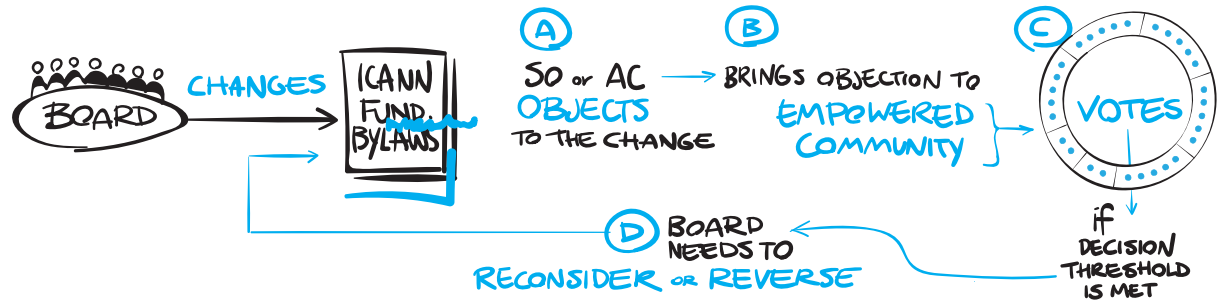 BOARD
CHANGES
ICANN
FUND.
BYLAWS
A
SO or AC
OBJECTS
TO THE CHANGE
B
BRINGS OBJECTION TO
EMPOWERED
COMMUNITY
C
VOTES
if
DECISION
THRESHOLD
IS MET
D
BOARD
NEEDS TO
RECONSIDER OR REVERSE